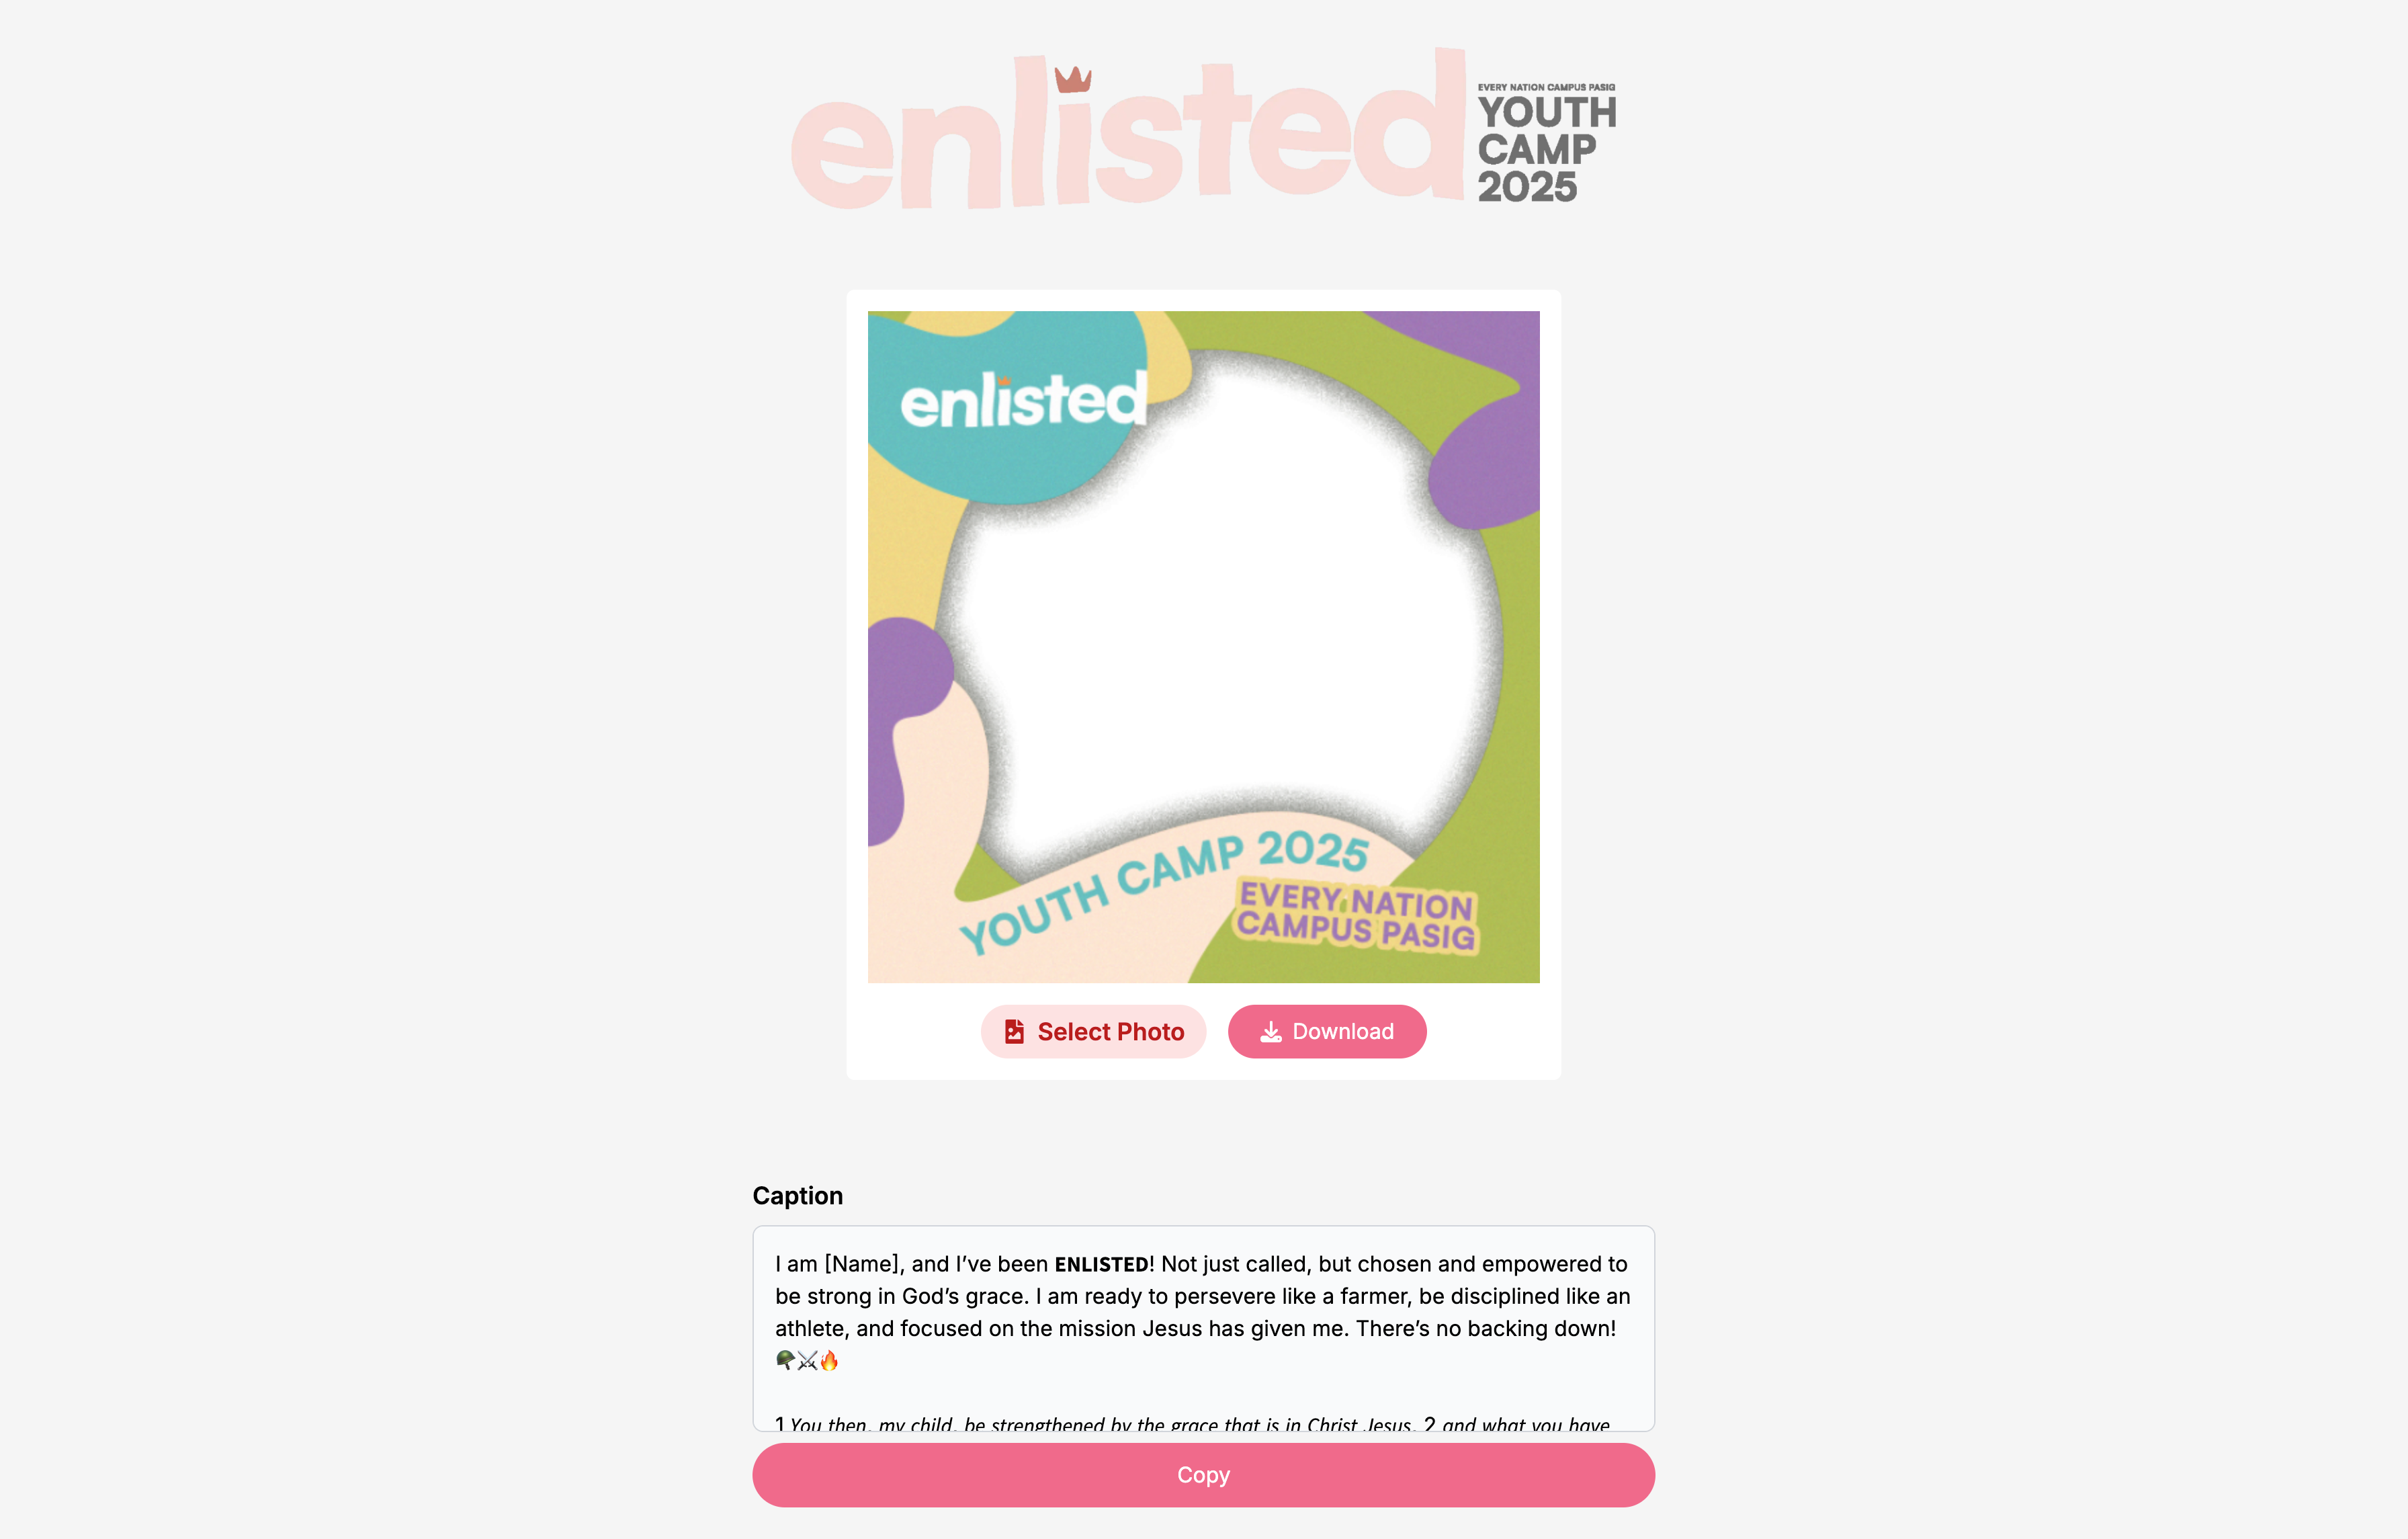 enlisted
EVERY NATION CAMPUS PASIG
YOUTH
CAMP
2025
enlisted
YOUTH CAMP 2025
EVERY NATION
CAMPUS PASIG
Select Photo
Download
Caption
I am [Name], and I’ve been ENLISTED! Not just called, but chosen and empowered to
be strong in God’s grace. I am ready to persevere like a farmer, be disciplined like an
athlete, and focused on the mission Jesus has given me. There’s no backing down!
🪖⚔🔥
1 You then, my child, be strengthened by the grace that is in Christ Jesus, 2 and what you have
Copy